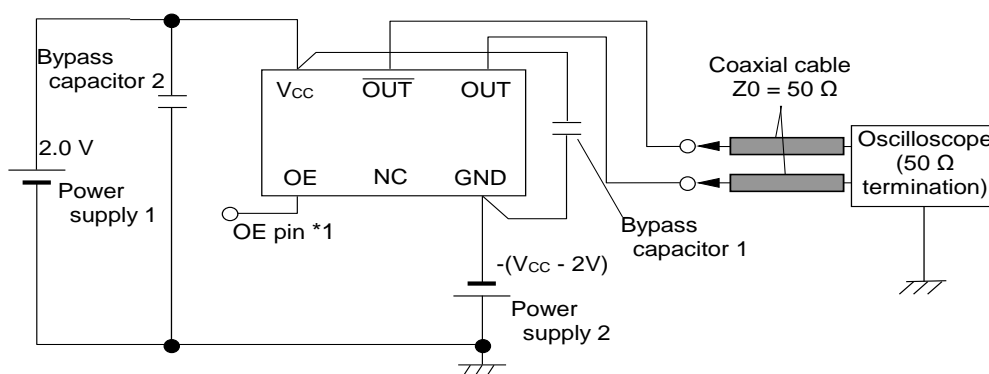 Bypass
capacitor 2
VCC
OUT
OUT
Coaxial cable
Z0 = 50 Ω
2.0 V
Power
supply 1
OE
NC
GND
Oscilloscope
(50 Ω
termination)
OE pin *1
Bypass
capacitor 1
-(VCC - 2V)
Power
supply 2